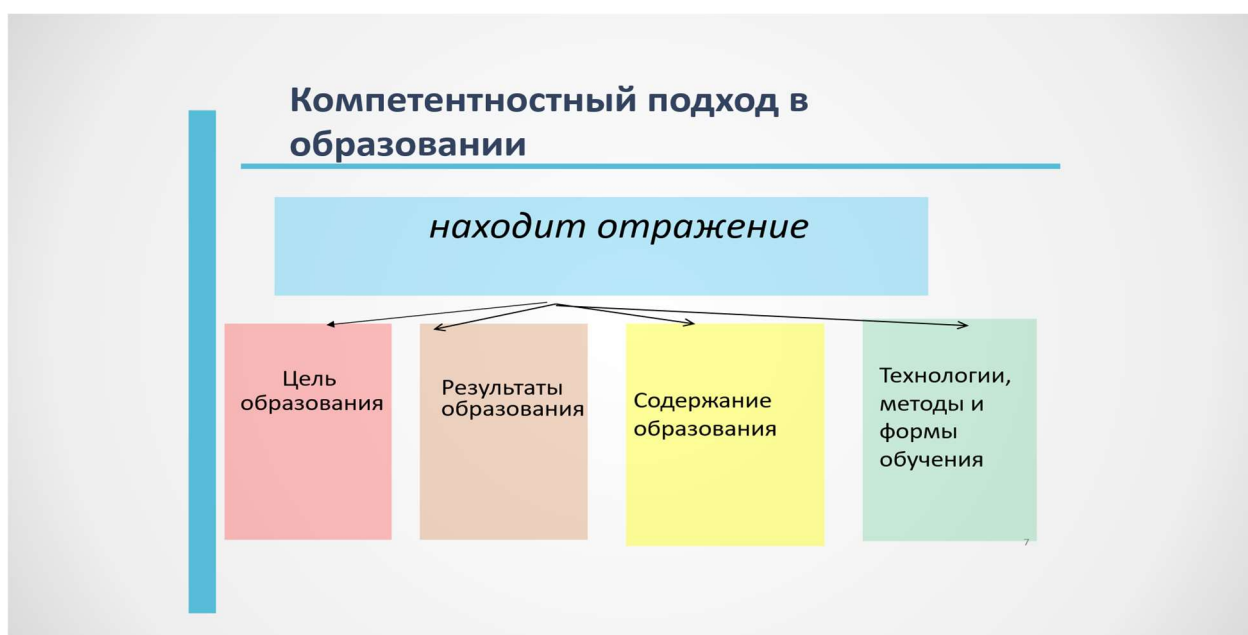 Компетентностный подход в
образовании
находит отражение
Цель
образования
Результаты
образования
Содержание
образования
Технологии,
методы и
формы
обучения
7